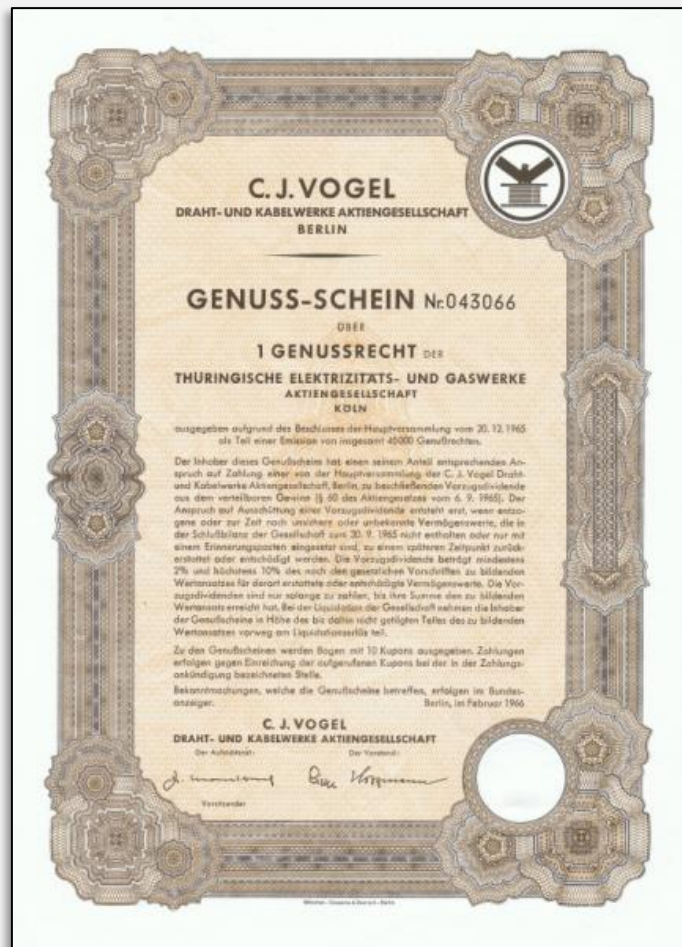 C. J. VOGEL
DRAHT- UND KABELWERKE AKTIENGESELLSCHAFT
BERLIN
GENUSS-SCHEIN Nr. 043066
ÜBER
1 GENUSSRECHT DER
THÜRINGISCHE ELEKTRIZITÄTS- UND GASWERKE
AKTIENGESELLSCHAFT
KÖLN
ausgegeben aufgrund des Beschlusses der Hauptversammlung vom 20. 12. 1965
als Teil einer Emission von insgesamt 45000 Genußrechten.
Der Inhaber dieses Genußscheins hat einen seinem Anteil entsprechenden An-
spruch auf Zahlung einer von der Hauptversammlung der C. J. Vogel Draht-
und Kabelwerke Aktiengesellschaft, Berlin, zu beschließenden Vorzugsdividende
aus dem verteilbaren Gewinn (§ 60 des Aktiengesetzes vom 6. 9. 1965). Der
Anspruch auf Ausschüttung einer Vorzugsdividende entsteht erst, wenn entzo-
gene oder zur Zeit noch unsichere oder unbekannte Vermögenswerte, die in
der Schlußbilanz der Gesellschaft zum 30. 9. 1965 nicht enthalten oder nur mit
einem Erinnerungsposten eingesetzt sind, zu einem späteren Zeitpunkt zurück-
erstattet oder entschädigt werden. Die Vorzugsdividende beträgt mindestens
2% und höchstens 10% des nach den gesetzlichen Vorschriften zu bildenden
Wertansatzes für derart erstattete oder entschädigte Vermögenswerte. Die Vor-
zugsdividenden sind nur solange zu zahlen, bis ihre Summe den zu bildenden
Wertansatz erreicht hat. Bei der Liquidation der Gesellschaft nehmen die Inhaber
der Genußscheine in Höhe des bis dahin nicht getilgten Teiles des zu bildenden
Wertansatzes vorweg am Liquidationserlös teil.
Zu den Genußscheinen werden Bogen mit 10 Kupons ausgegeben. Zahlungen
erfolgen gegen Einreichung der aufgerufenen Kupons bei der in der Zahlungs-
ankündigung bezeichneten Stelle.
Bekanntmachungen, welche die Genußscheine betreffen, erfolgen im Bundes-
anzeiger. Berlin, im Februar 1966
C. J. VOGEL
DRAHT- UND KABELWERKE AKTIENGESELLSCHAFT
Der Aufsichtsrat: Der Vorstand:
Vorsitzender